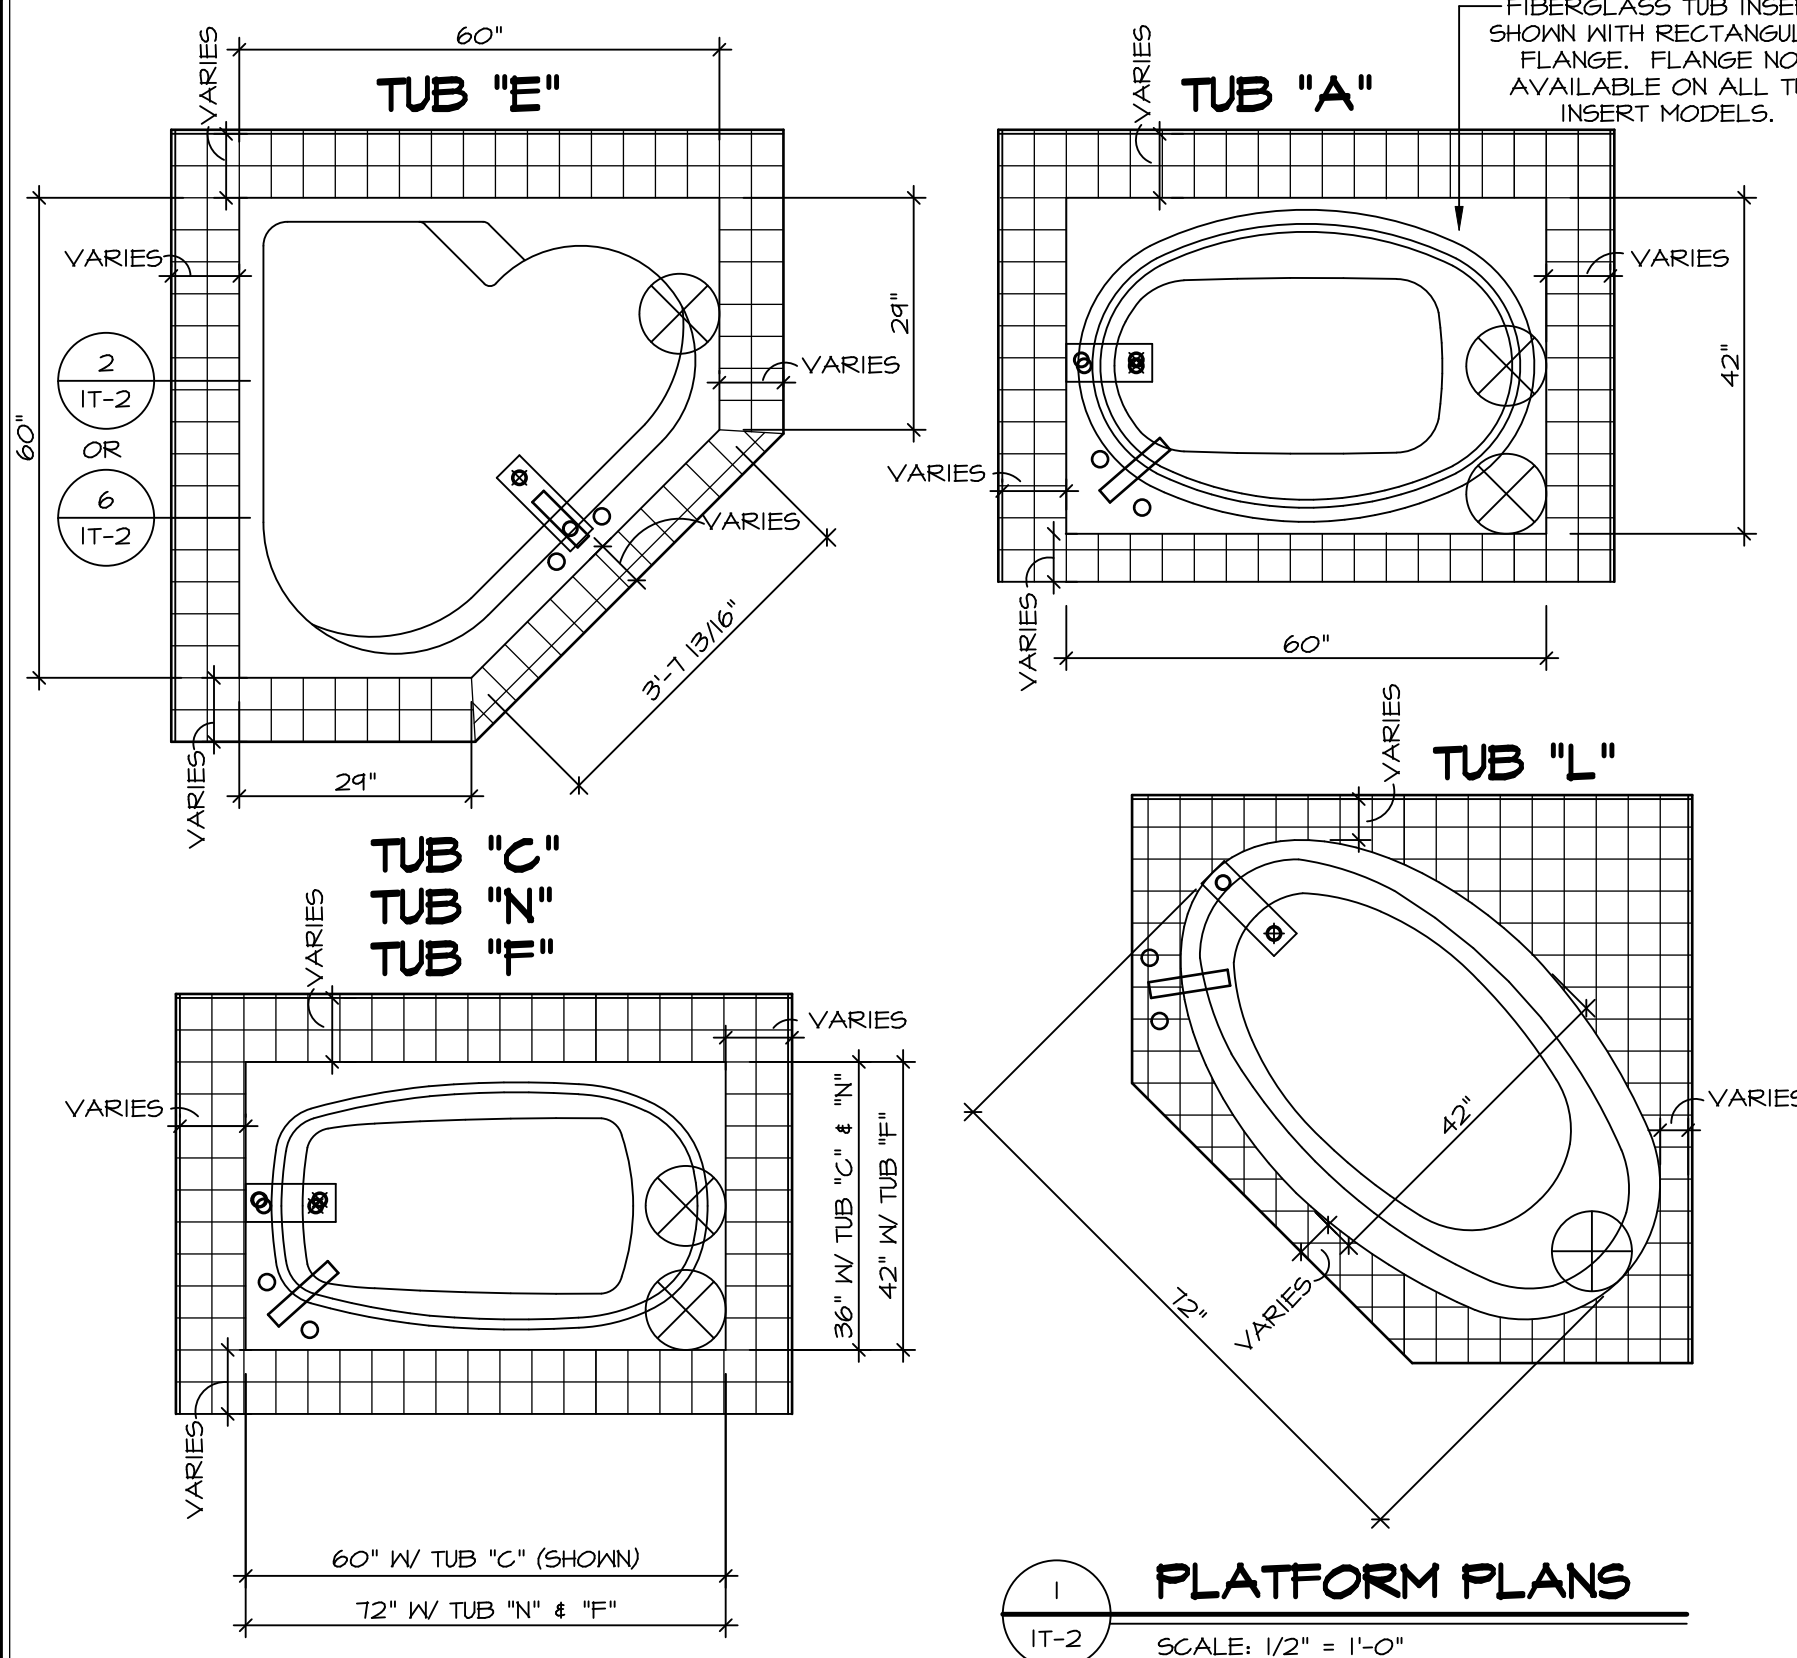 60"
VARIES
TUB "E"
VARIES
29"
VARIES
2
IT-2
OR
6
IT-2
60"
VARIES
3'-7 13/16"
VARIES
29"
VARIES
TUB "A"
FLANGE.
SHOWN WITH
FIBERGLASS TUB
FLANGE
AVAILABLE ON ALL
INSERT MODELS.
VARIES
42"
VARIES
VARIES
60"
TUB "C"
TUB "N"
TUB "F"
VARIES
VARIES
VARIES
36" W/ TUB "C" & "N"
42" W/ TUB "F"
VARIES
60" W/ TUB "C" (SHOWN)
72" W/ TUB "N" & "F"
VARIES
TUB "L"
VARIES
42"
VARIES
72"
1
IT-2
PLATFORM PLANS
SCALE: 1/2" = 1'-0"